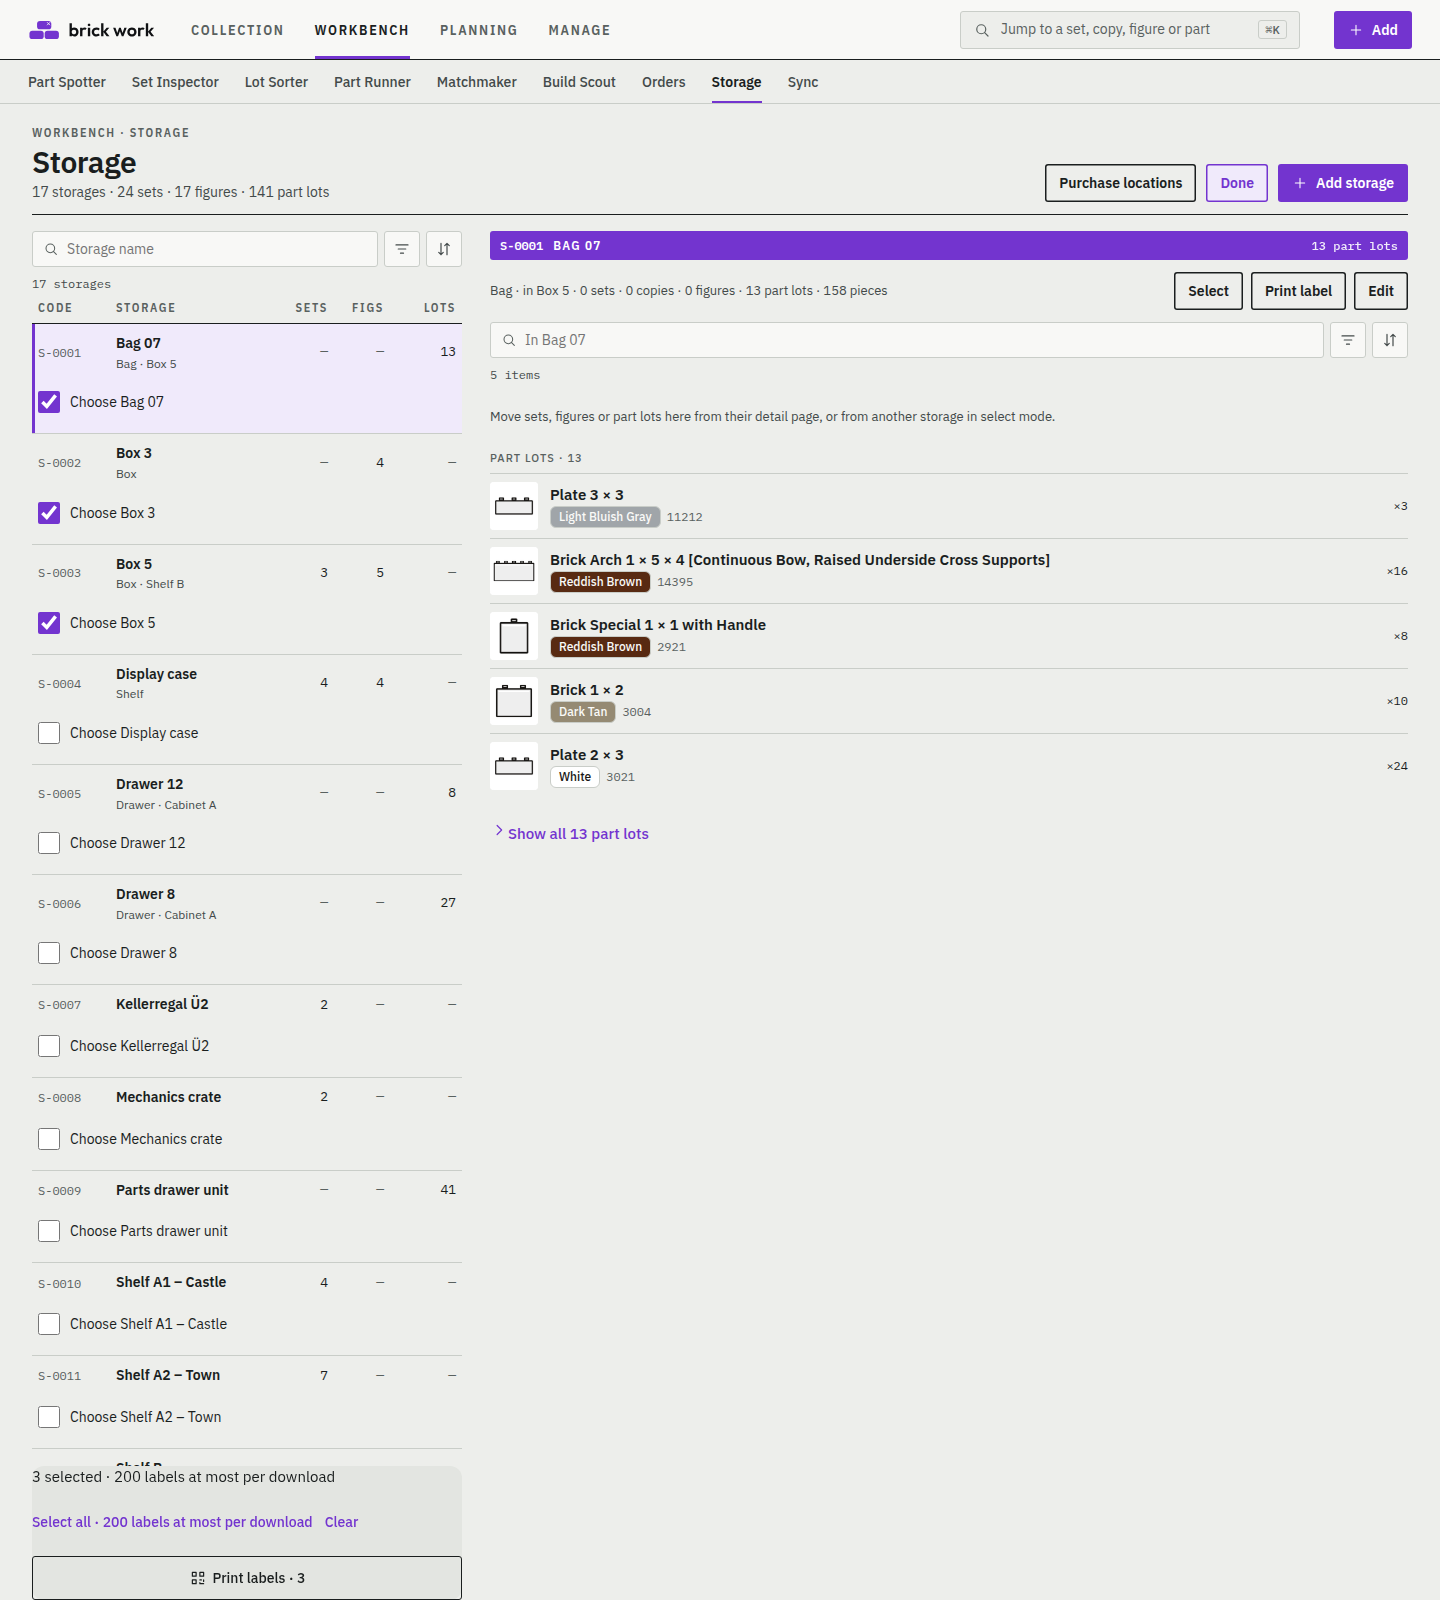 brick work
COLLECTION
WORKBENCH
PLANNING
MANAGE
Jump to a set, copy, figure or part
⌘K
Add
Part Spotter
Set Inspector
Lot Sorter
Part Runner
Matchmaker
Build Scout
Orders
Storage
Sync
WORKBENCH · STORAGE
Storage
17 storages · 24 sets · 17 figures · 141 part lots
Purchase locations
Done
Add storage
Storage name
17 storages
CODE STORAGE SETS FIGS LOTS
S-0001 Bag 07 – – 13
Bag · Box 5
Choose Bag 07
S-0002 Box 3 – 4 –
Box
Choose Box 3
S-0003 Box 5 3 5 –
Box · Shelf B
Choose Box 5
S-0004 Display case 4 4 –
Shelf
Choose Display case
S-0005 Drawer 12 – – 8
Drawer · Cabinet A
Choose Drawer 12
S-0006 Drawer 8 – – 27
Drawer · Cabinet A
Choose Drawer 8
S-0007 Kellerregal Ü2 2 – –
Choose Kellerregal Ü2
S-0008 Mechanics crate 2 – –
Choose Mechanics crate
S-0009 Parts drawer unit – – 41
Choose Parts drawer unit
S-0010 Shelf A1 – Castle 4 – –
Choose Shelf A1 – Castle
S-0011 Shelf A2 – Town 7 – –
Choose Shelf A2 – Town
3 selected · 200 labels at most per download
Select all · 200 labels at most per download Clear
Print labels · 3
S-0001 BAG 07 13 part lots
Bag · in Box 5 · 0 sets · 0 copies · 0 figures · 13 part lots · 158 pieces
Select
Print label
Edit
In Bag 07
5 items
Move sets, figures or part lots here from their detail page, or from another storage in select mode.
PART LOTS · 13
Plate 3 × 3
Light Bluish Gray 11212
×3
Brick Arch 1 × 5 × 4 [Continuous Bow, Raised Underside Cross Supports]
Reddish Brown 14395
×16
Brick Special 1 × 1 with Handle
Reddish Brown 2921
×8
Brick 1 × 2
Dark Tan 3004
×10
Plate 2 × 3
White 3021
×24
Show all 13 part lots